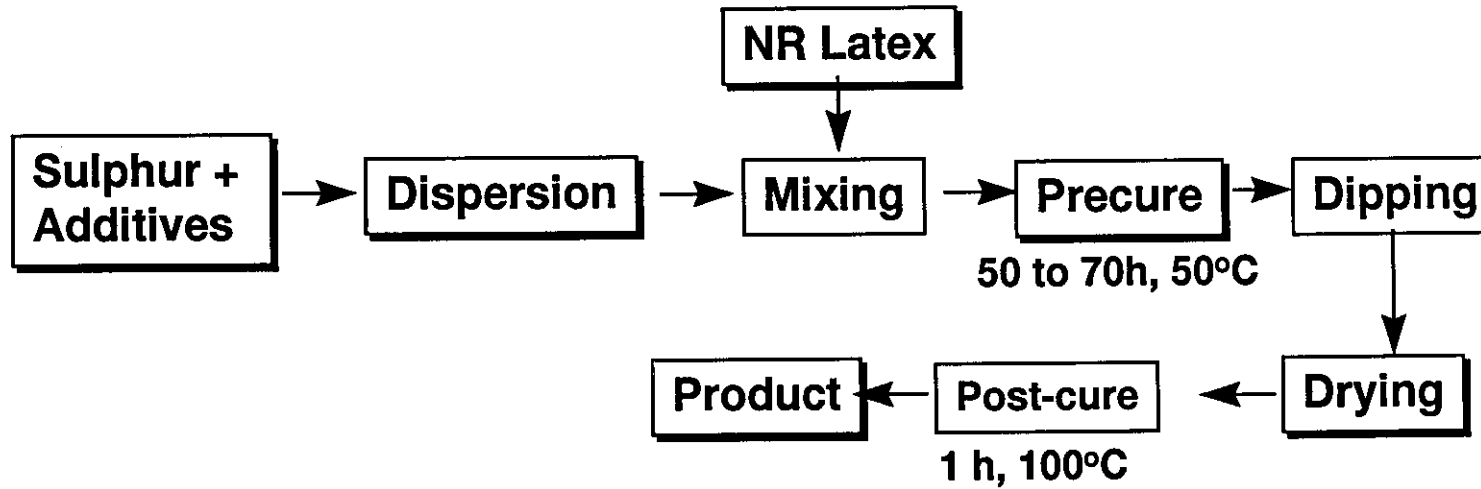 NR Latex
Sulphur +
Additives
Dispersion
Mixing
Precure
50 to 70h, 50°C
Dipping
Drying
Post-cure
1 h, 100°C
Product